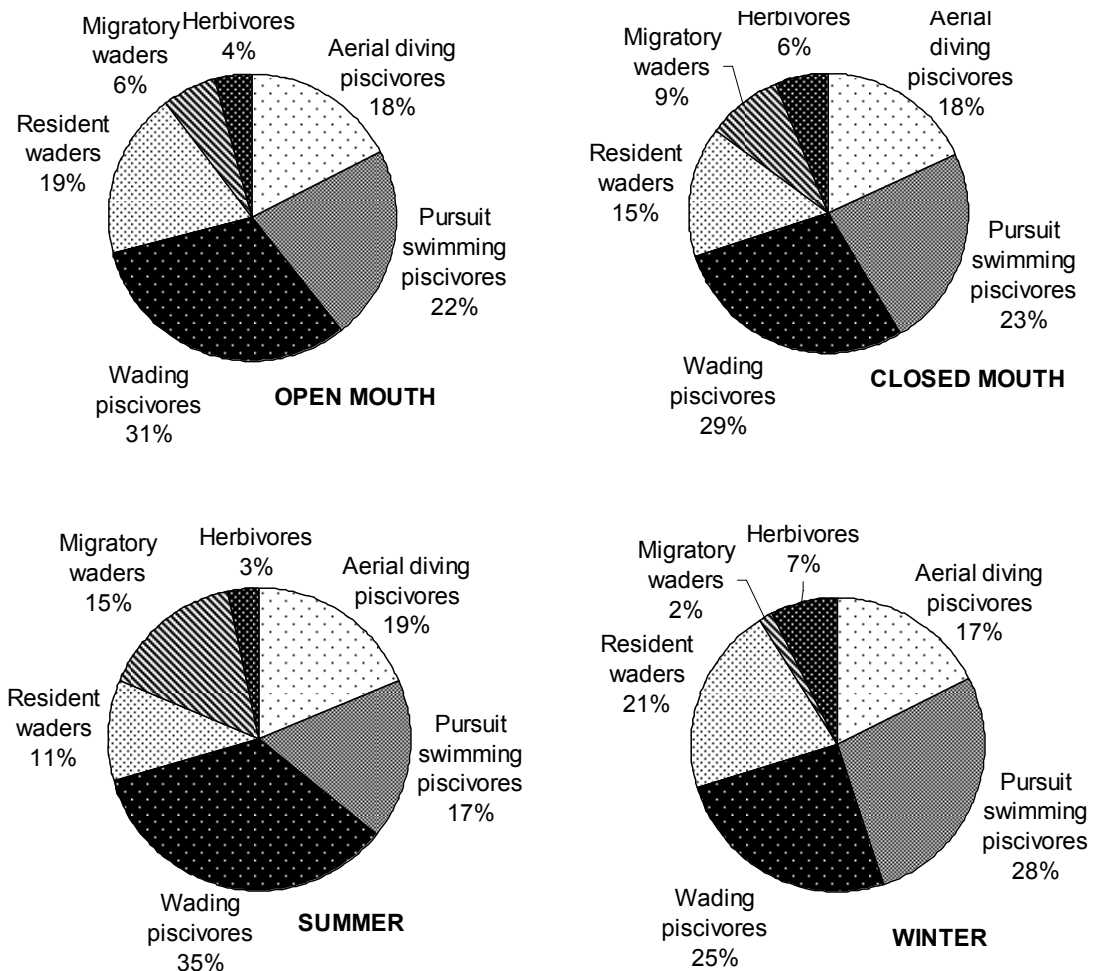 Migratory
waders
6%
Herbivores
4%
Aerial diving
piscivores
18%
Resident
waders
19%
Pursuit
swimming
piscivores
22%
Wading
piscivores
31%
OPEN MOUTH
Migratory
waders
9%
Herbivores
6%
Aerial
diving
piscivores
18%
Resident
waders
15%
Pursuit
swimming
piscivores
23%
Wading
piscivores
29%
CLOSED MOUTH
Migratory
waders
15%
Herbivores
3%
Aerial diving
piscivores
19%
Resident
waders
11%
Pursuit
swimming
piscivores
17%
Wading
piscivores
35%
SUMMER
Migratory
waders
2%
Herbivores
7%
Aerial diving
piscivores
17%
Resident
waders
21%
Pursuit
swimming
piscivores
28%
Wading
piscivores
25%
WINTER